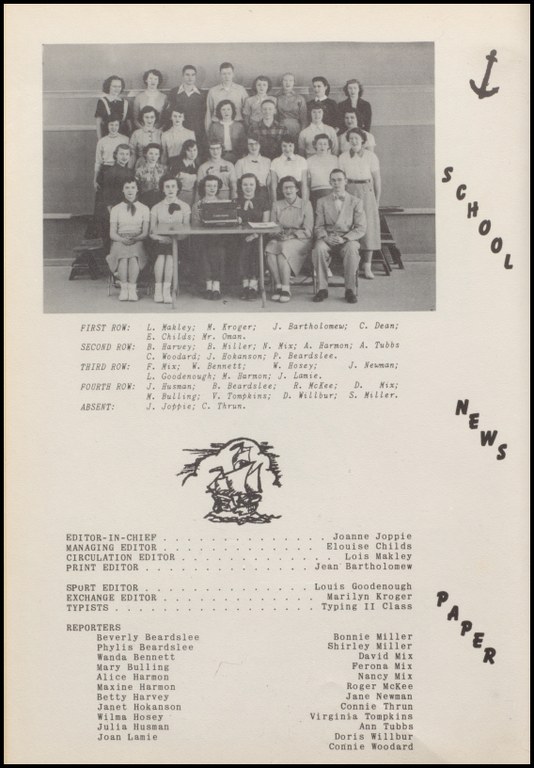 SCHOOL
NEWS
PAPER
FIRST ROW: L. Makley; M. Kroger; J. Bartholomew; C. Dean;
E. Childs; Mr. Oman.
SECOND ROW: B. Harvey; B. Miller; N. Mix; A. Harmon; A. Tubbs
C. Woodard; J. Hokanson; P. Beardslee.
THIRD ROW: F. Mix; W. Bennett; W. Hosey; J. Newman;
L. Goodenough; M. Harmon; J. Lamie.
FOURTH ROW: J. Husman; B. Beardslee; R. McKee; D. Mix;
M. Bulling; V. Tompkins; D. Willbur; S. Miller.
ABSENT: J. Joppie; C. Thrun.
EDITOR-IN-CHIEF . . . . . . . . . . . . . . Joanne Joppie
MANAGING EDITOR . . . . . . . . . . . . . . Elouise Childs
CIRCULATION EDITOR . . . . . . . . . . . . . Lois Makley
PRINT EDITOR . . . . . . . . . . . . . . . Jean Bartholomew
SPORT EDITOR . . . . . . . . . . . . . . . Louis Goodenough
EXCHANGE EDITOR . . . . . . . . . . . . . . Marilyn Kroger
TYPISTS . . . . . . . . . . . . . . . . . Typing II Class
REPORTERS
Beverly Beardslee Bonnie Miller
Phylis Beardslee Shirley Miller
Wanda Bennett David Mix
Mary Bulling Ferona Mix
Alice Harmon Nancy Mix
Maxine Harmon Roger McKee
Betty Harvey Jane Newman
Janet Hokanson Connie Thrun
Wilma Hosey Virginia Tompkins
Julia Husman Ann Tubbs
Joan Lamie Doris Willbur
Connie Woodard